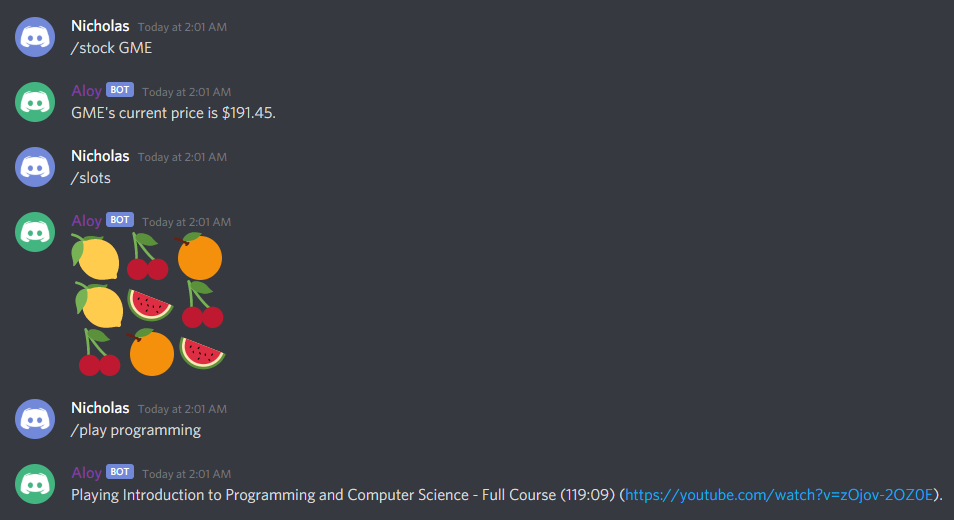 Nicholas Today at 2:01 AM
/stock GME
Aloy BOT Today at 2:01 AM
GME's current price is $191.45.
Nicholas Today at 2:01 AM
/slots
Aloy BOT Today at 2:01 AM
Nicholas Today at 2:01 AM
/play programming
Aloy BOT Today at 2:01 AM
Playing Introduction to Programming and Computer Science - Full Course (119:09) (https://youtube.com/watch?v=zOjov-2OZ0E).